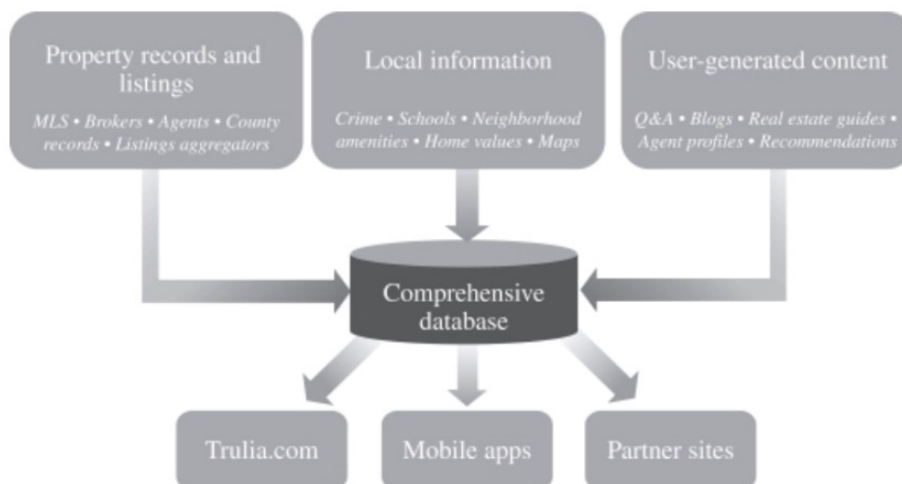 Property records and
listings
MLS • Brokers • Agents • County
records • Listings aggregators
Local information
Crime • Schools • Neighborhood
amenities • Home values • Maps
User-generated content
Q&A • Blogs • Real estate guides •
Agent profiles • Recommendations
Comprehensive
database
Trulia.com
Mobile apps
Partner sites